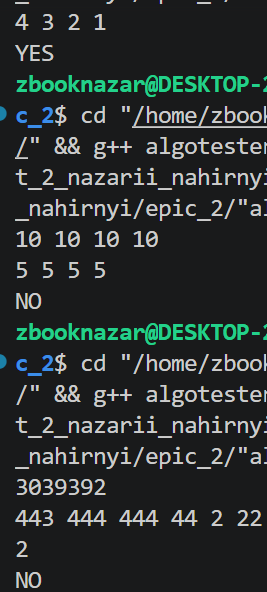 4 3 2 1
YES
zbooknazar@DESKTOP-2
c_2$ cd "/home/zbook
/" && g++ algotester
t_2_nazarii_nahirnyi
_nahirnyi/epic_2/"al
10 10 10 10
5 5 5 5
NO
zbooknazar@DESKTOP-2
c_2$ cd "/home/zbook
/" && g++ algotester
t_2_nazarii_nahirnyi
_nahirnyi/epic_2/"al
3039392
443 444 444 44 2 22
2
NO